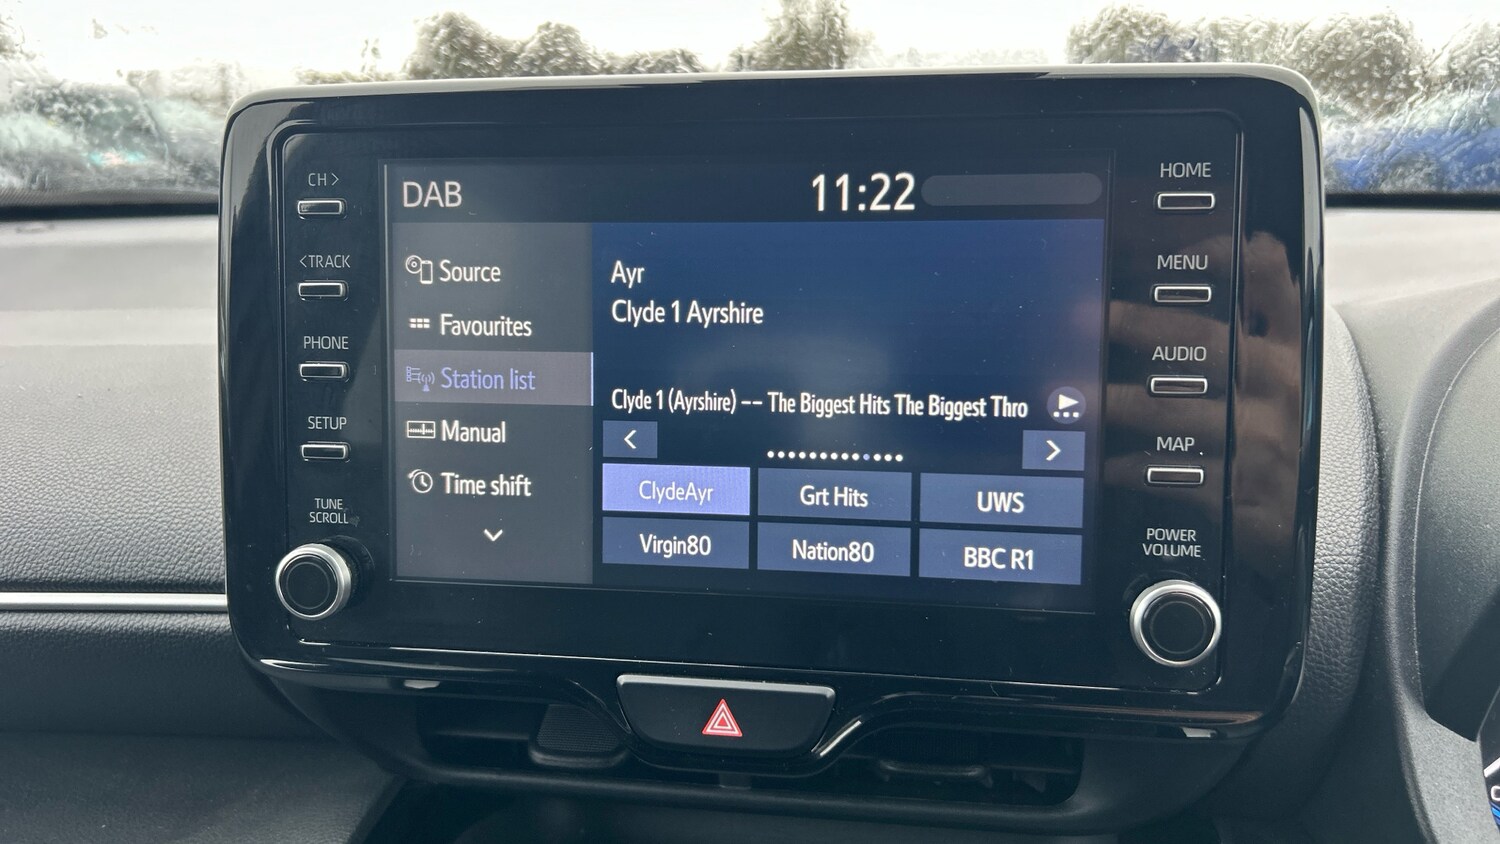 CH >
<TRACK
PHONE
SETUP
TUNE
SCROLL
DAB
11:22
Source
Favourites
Station list
Manual
Time shift
Ayr
Clyde 1 Ayrshire
Clyde 1 (Ayrshire) -- The Biggest Hits The Biggest Thro
ClydeAyr
Grt Hits
UWS
Virgin80
Nation80
BBC R1
HOME
MENU
AUDIO
MAP
POWER
VOLUME